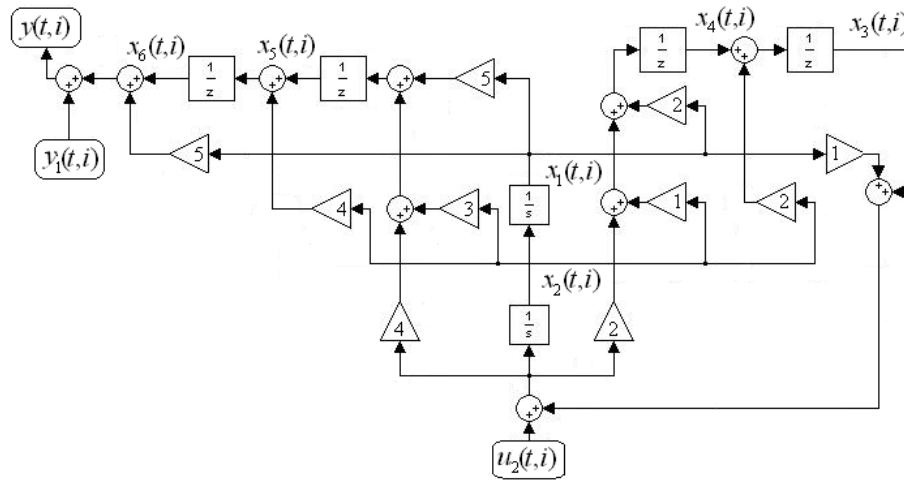 y(t,i)
x6(t,i)
x5(t,i)
x4(t,i)
x3(t,i)
1/z
1/z
5
1/z
1/z
2
y1(t,i)
5
1
x1(t,i)
4
3
1/s
1
2
x2(t,i)
4
1/s
2
u2(t,i)